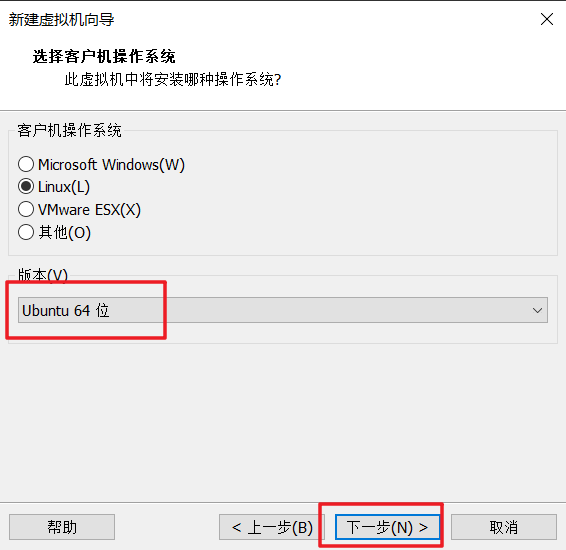 新建虚拟机向导
选择客户机操作系统
此虚拟机中将安装哪种操作系统?
客户机操作系统
Microsoft Windows(W)
Linux(L)
VMware ESX(X)
其他(O)
版本(V)
Ubuntu 64 位
帮助
< 上一步(B)
下一步(N) >
取消